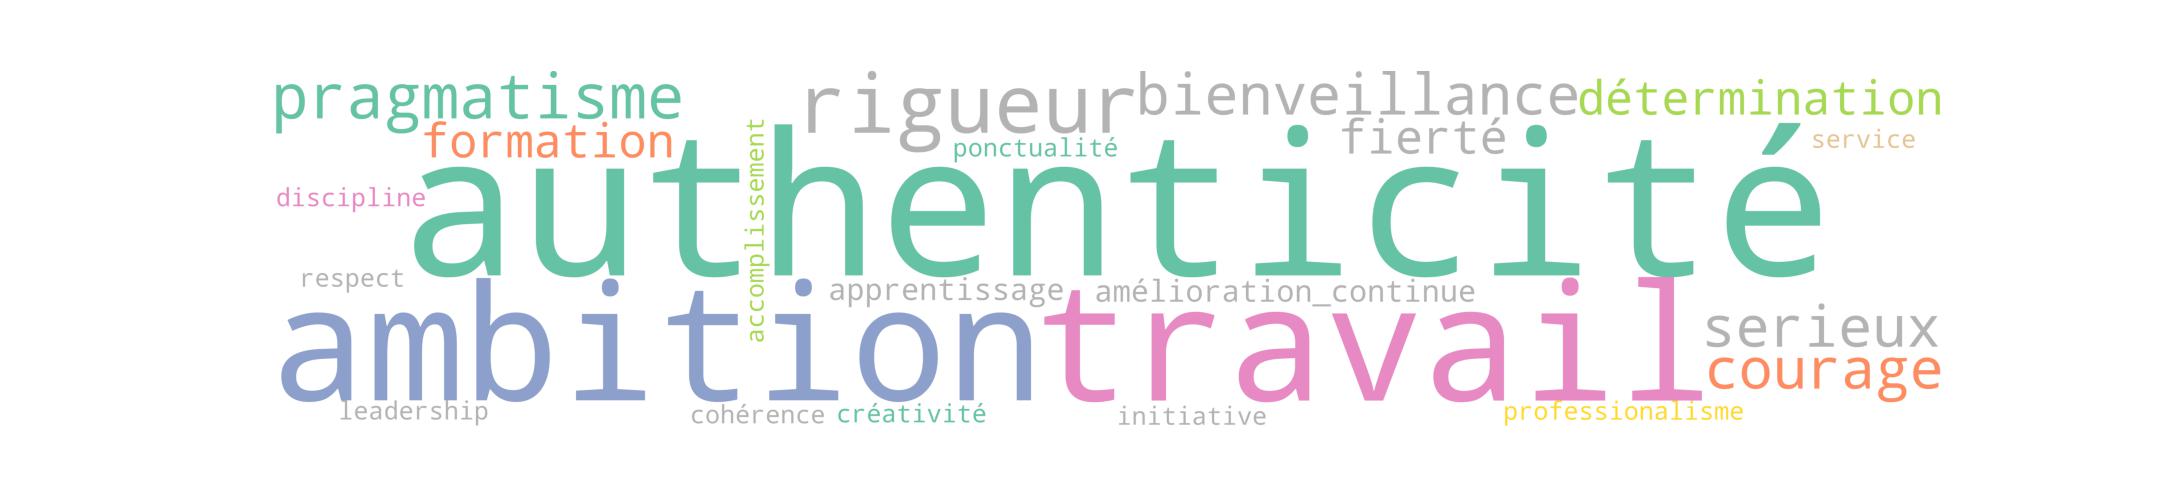 pragmatisme
rigueur
bienveillance
détermination
formation
fierté
service
ponctualité
accomplissement
authenticité
discipline
respect
apprentissage
amélioration_continue
ambition
travail
serieux
courage
leadership
cohérence
créativité
initiative
professionalisme